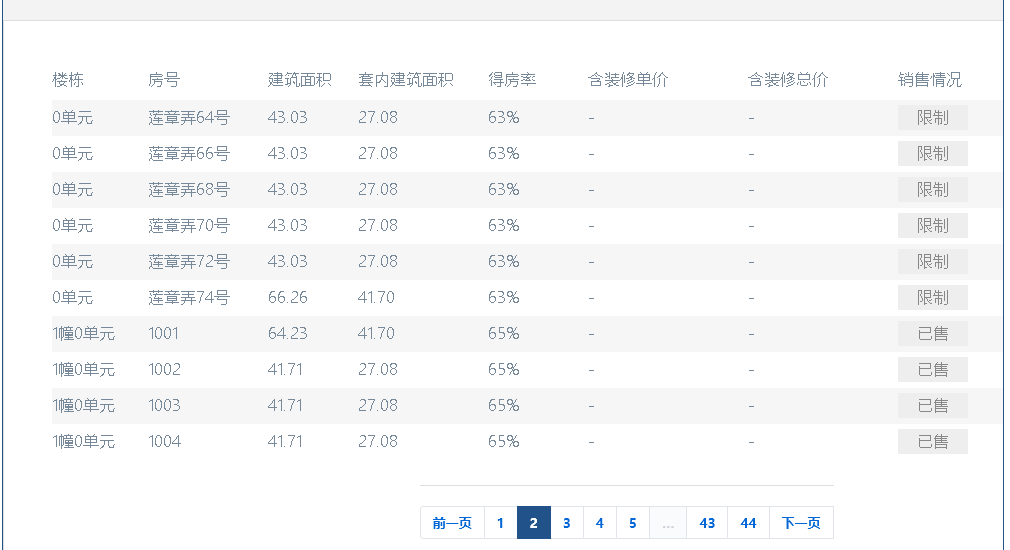 楼栋 房号 建筑面积 套内建筑面积 得房率 含装修单价 含装修总价 销售情况
0单元 莲章弄64号 43.03 27.08 63% - - 限制
0单元 莲章弄66号 43.03 27.08 63% - - 限制
0单元 莲章弄68号 43.03 27.08 63% - - 限制
0单元 莲章弄70号 43.03 27.08 63% - - 限制
0单元 莲章弄72号 43.03 27.08 63% - - 限制
0单元 莲章弄74号 66.26 41.70 63% - - 限制
1幢0单元 1001 64.23 41.70 65% - - 已售
1幢0单元 1002 41.71 27.08 65% - - 已售
1幢0单元 1003 41.71 27.08 65% - - 已售
1幢0单元 1004 41.71 27.08 65% - - 已售
前一页 1 2 3 4 5 ... 43 44 下一页